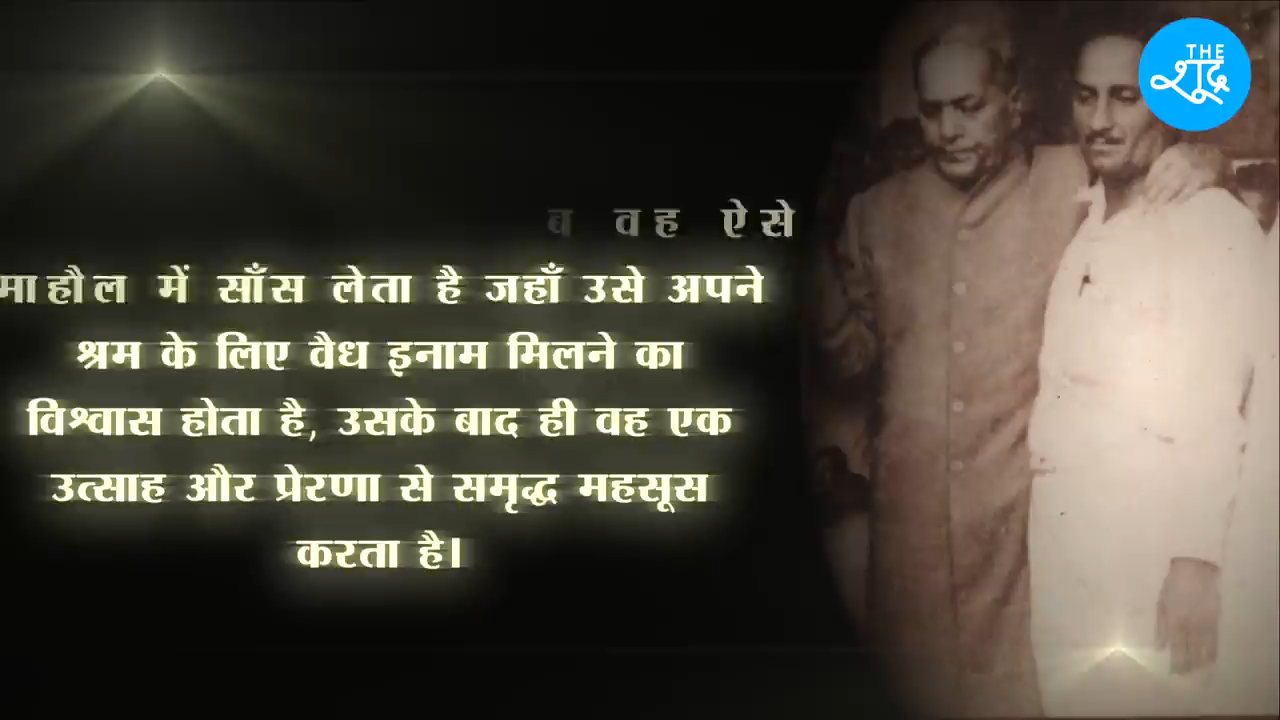 THE
शूद्र
ब वह ऐसे
माहौल में साँस लेता है जहाँ उसे अपने
श्रम के लिए वैध इनाम मिलने का
विश्वास होता है, उसके बाद ही वह एक
उत्साह और प्रेरणा से समृद्ध महसूस
करता है।